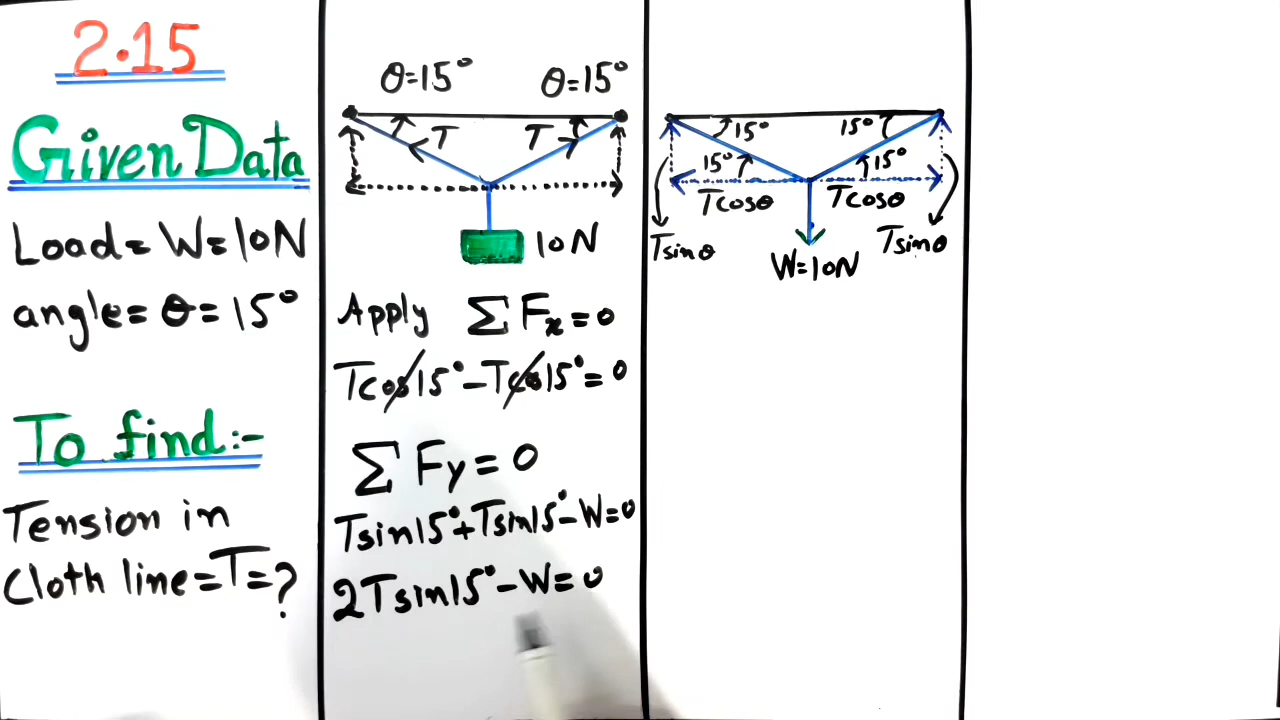 2.15
Given Data
Load = W = 10N
angle = θ = 15°
To find:-
Tension in
Cloth line = T = ?
θ=15° θ=15°
T T
10N
Apply ΣFx = 0
Tcos15° - Tcos15° = 0
ΣFy = 0
Tsin15° + Tsin15° - W = 0
2Tsin15° - W = 0
15° 15°
15° 15°
Tcosθ Tcosθ
Tsinθ Tsinθ
W=10N